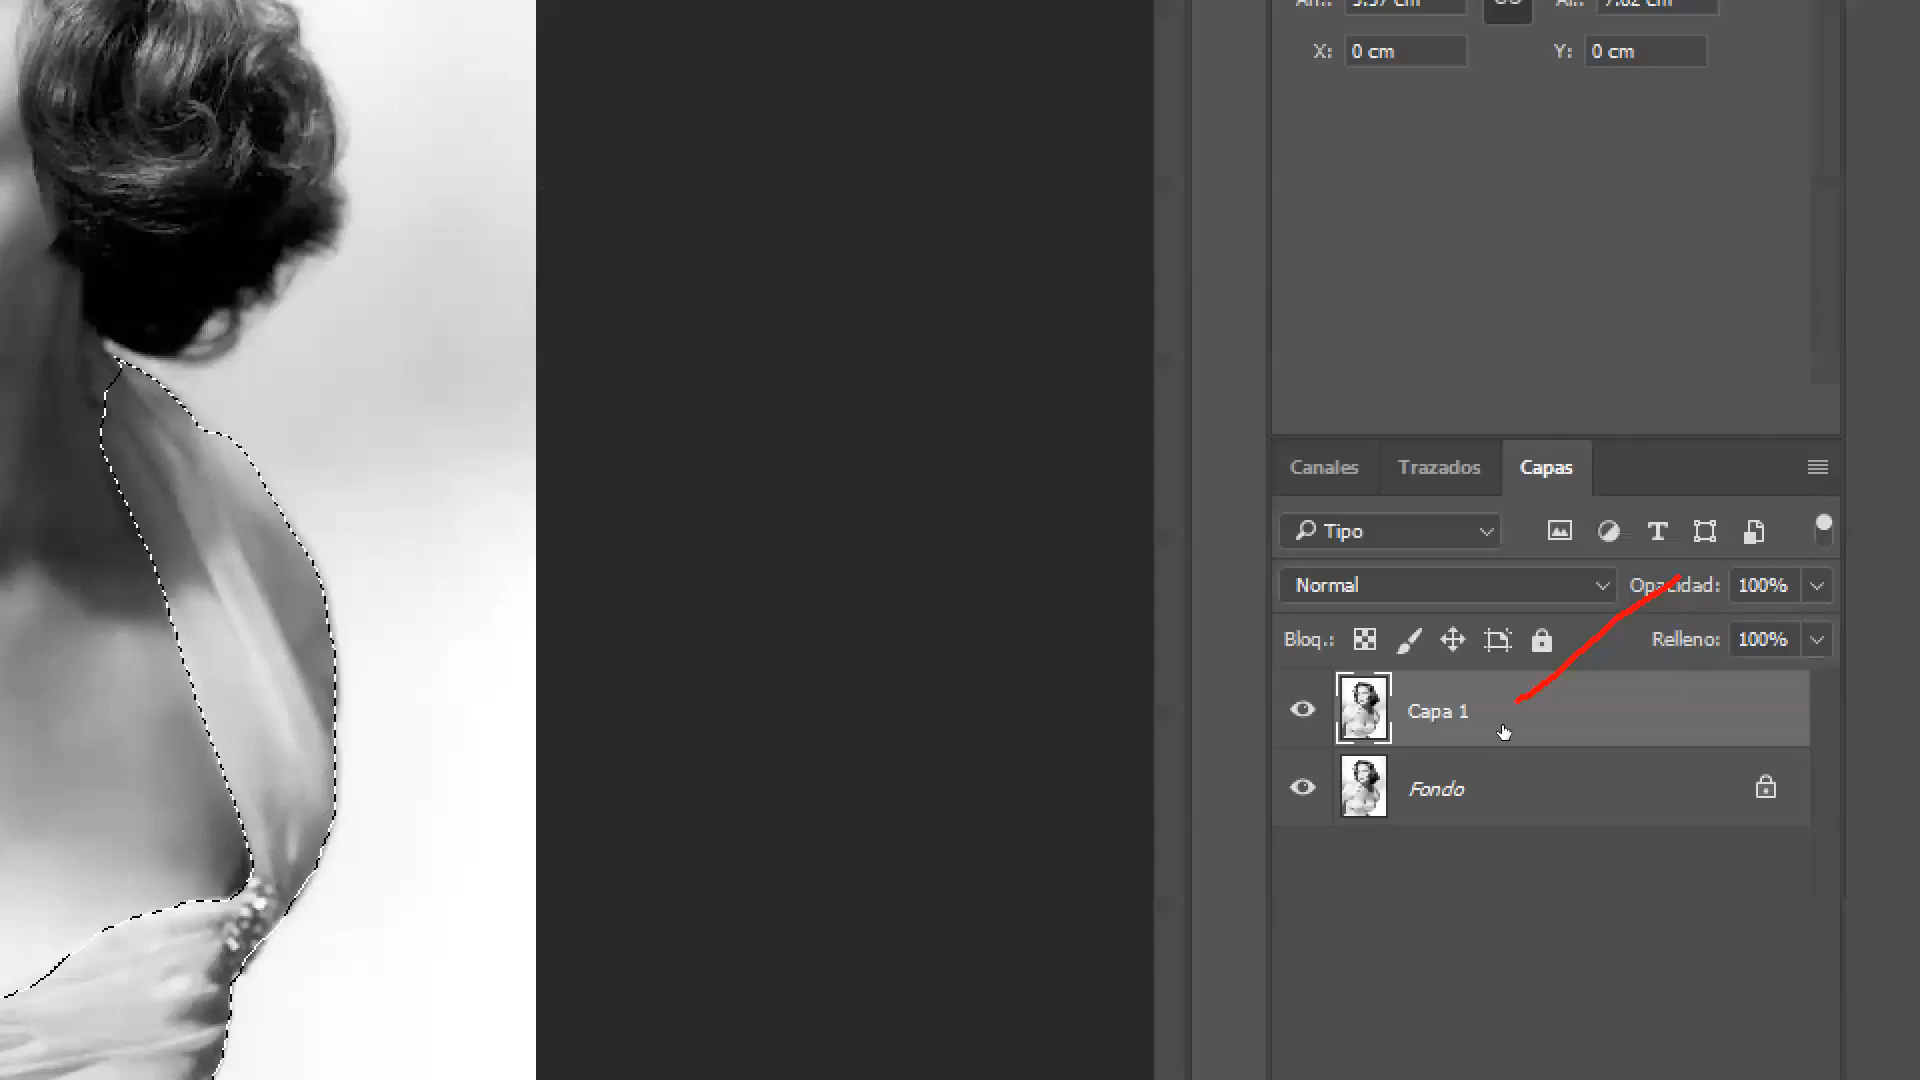 X: 0 cm Y: 0 cm
Canales Trazados Capas
Tipo
Normal Opacidad: 100%
Bloq.: Relleno: 100%
Capa 1
Fondo